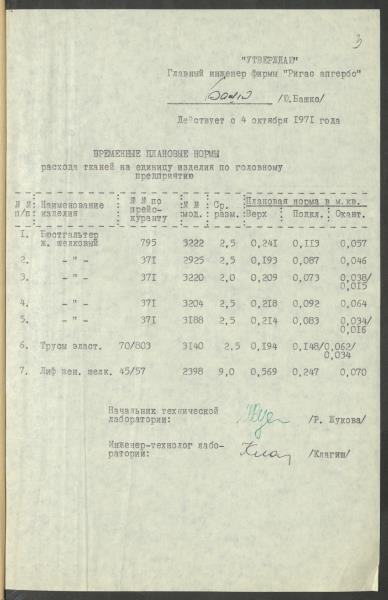 3
"УТВЕРЖДАЮ"
Главный инженер фирмы "Ригас апгербс"
/Ю.Башко/
Действует с 4 октября 1971 года
ВРЕМЕННЫЕ ПЛАНОВЫЕ НОРМЫ
расхода тканей на единицу изделия по головному
предприятию
№ № п/п: Наименование изделия № № по прейскуранту № № мод. Ср. разм. Плановая норма в м.кв. Верх Подкл. Окант.
1. Бюстгальтер
ж. шелковый 795 3222 2,5 0,241 0,113 0,057
2. - " - 371 2925 2,5 0,193 0,087 0,046
3. - " - 371 3220 2,0 0,209 0,073 0,038/
0,015
4. - " - 371 3204 2,5 0,218 0,092 0,064
5. - " - 371 3188 2,5 0,214 0,083 0,034/
0,016
6. Трусы эласт. 70/803 3140 2,5 0,194 0,148/0,062/
0,034
7. Лиф жен. шелк. 45/57 2398 9,0 0,569 0,247 0,070
Начальник технической
лаборатории: /Р. Жукова/
Инженер-технолог лабо-
ратории: /Клагиш/